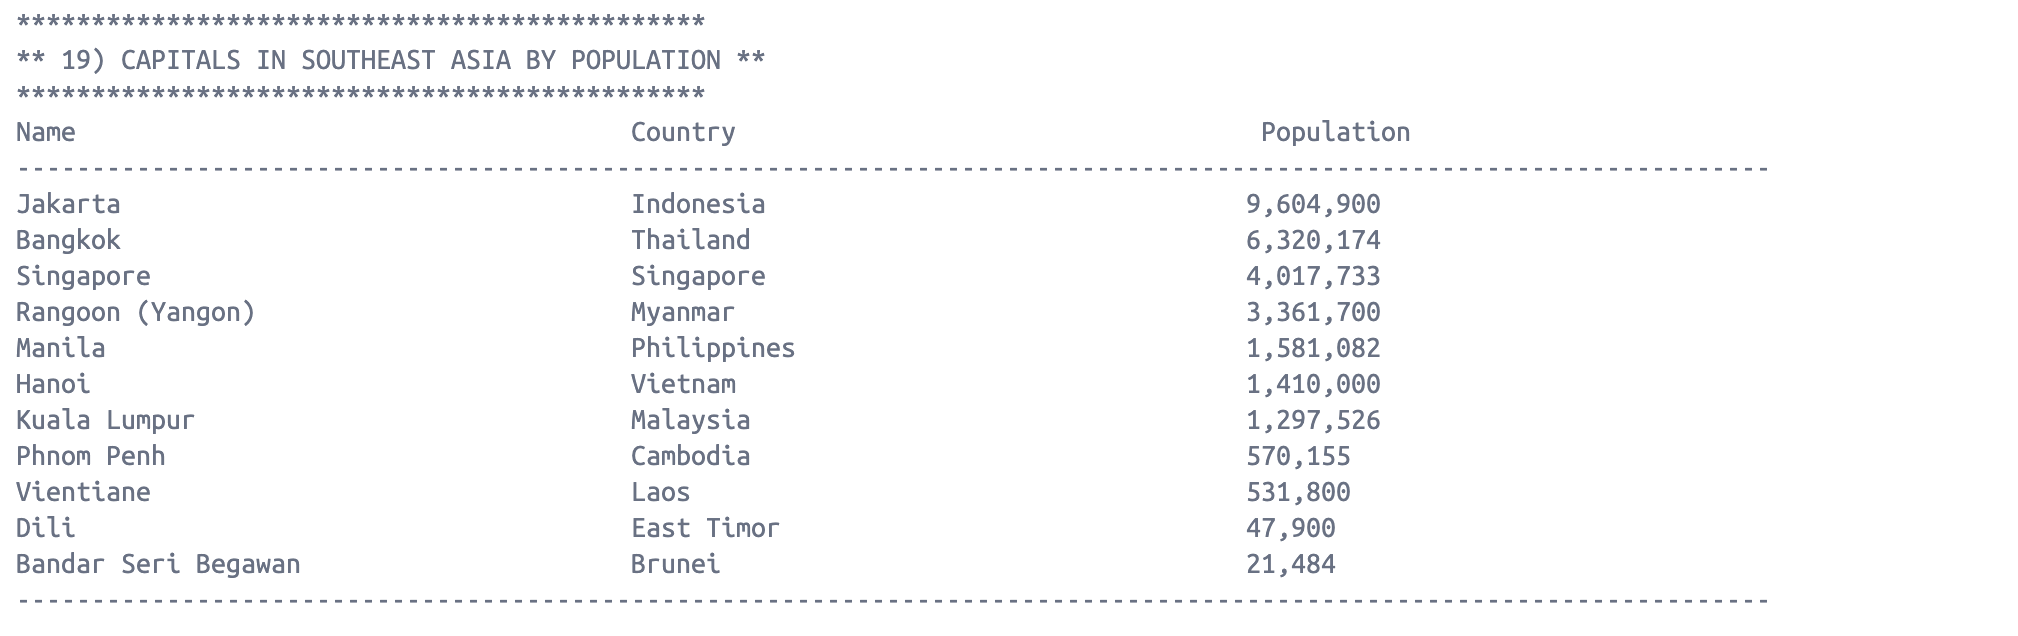 **********************************************
** 19) CAPITALS IN SOUTHEAST ASIA BY POPULATION **
**********************************************
Name                                     Country                                   Population
---------------------------------------------------------------------------------------------------------------------
Jakarta                                  Indonesia                                9,604,900
Bangkok                                  Thailand                                 6,320,174
Singapore                                Singapore                                4,017,733
Rangoon (Yangon)                         Myanmar                                  3,361,700
Manila                                   Philippines                              1,581,082
Hanoi                                    Vietnam                                  1,410,000
Kuala Lumpur                             Malaysia                                 1,297,526
Phnom Penh                               Cambodia                                 570,155
Vientiane                                Laos                                     531,800
Dili                                     East Timor                               47,900
Bandar Seri Begawan                      Brunei                                   21,484
---------------------------------------------------------------------------------------------------------------------